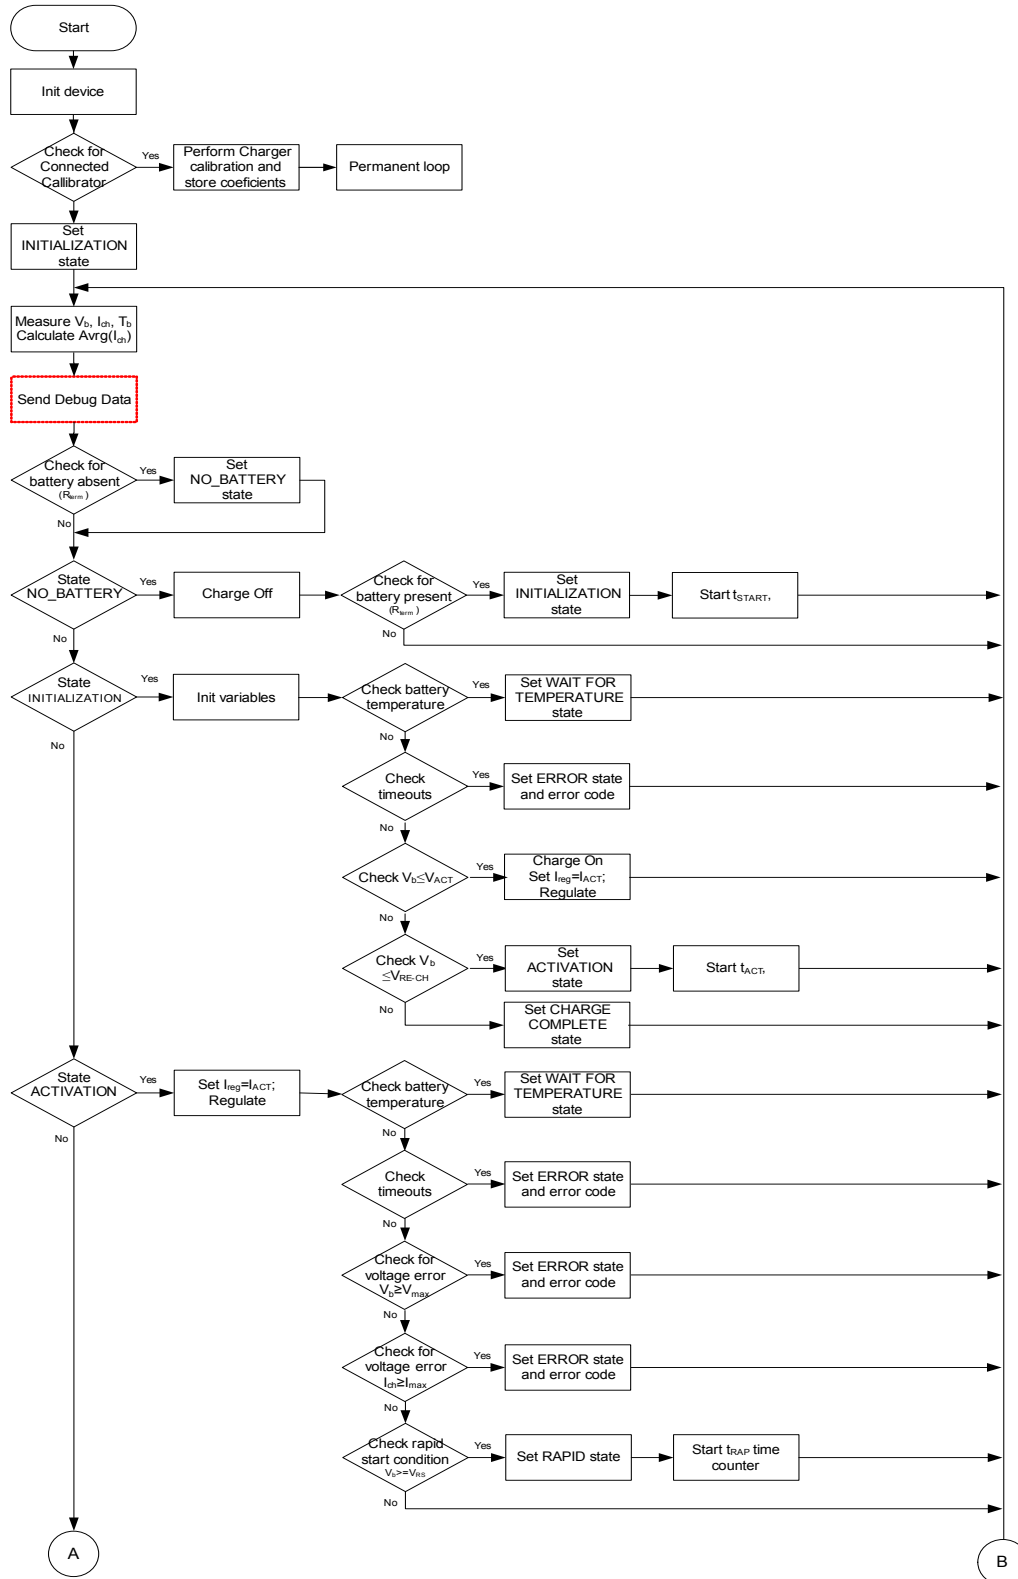 Start
Init device
Check for
Connected
Callibrator
Yes
Perform Charger
calibration and
store coeficients
Permanent loop
Set
INITIALIZATION
state
Measure Vb, Ich, Tb
Calculate Avrg(Ich)
Send Debug Data
Check for
battery absent
(Rterm)
Yes
Set
NO_BATTERY
state
No
State
NO_BATTERY
Yes
Charge Off
Check for
battery present
(Rterm)
Yes
Set
INITIALIZATION
state
Start tSTART,
No
No
State
INITIALIZATION
Yes
Init variables
Check battery
temperature
Yes
Set WAIT FOR
TEMPERATURE
state
No
No
Check
timeouts
Yes
Set ERROR state
and error code
No
Check Vb≤VACT
Yes
Charge On
Set Ireg=IACT;
Regulate
No
Check Vb
≤VRE-CH
Yes
Set
ACTIVATION
state
Start tACT,
No
Set CHARGE
COMPLETE
state
State
ACTIVATION
Yes
Set Ireg=IACT;
Regulate
Check battery
temperature
Yes
Set WAIT FOR
TEMPERATURE
state
No
No
Check
timeouts
Yes
Set ERROR state
and error code
No
Check for
voltage error
Vb≥Vmax
Yes
Set ERROR state
and error code
No
Check for
voltage error
Ich≥Imax
Yes
Set ERROR state
and error code
No
Check rapid
start condition
Vb>=VRS
Yes
Set RAPID state
Start tRAP time
counter
No
A
B